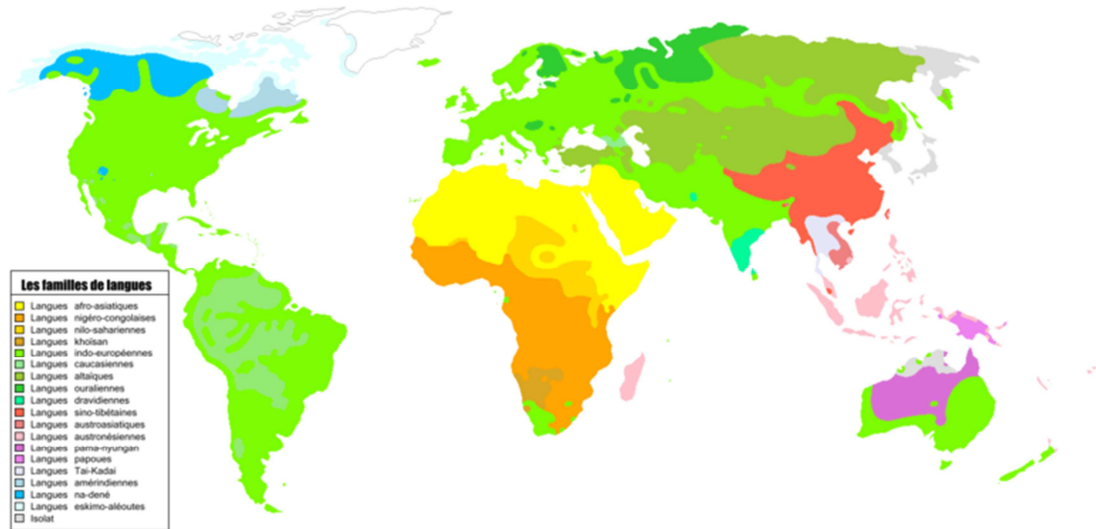 Les familles de langues
Langues afro-asiatiques
Langues nigéro-congolaises
Langues nilo-sahariennes
Langues khoïsan
Langues indo-européennes
Langues caucasiennes
Langues altaïques
Langues ouraliennes
Langues dravidiennes
Langues sino-tibétaines
Langues austroasiatiques
Langues austronésiennes
Langues pama-nyungan
Langues papoues
Langues Tai-Kadai
Langues amérindiennes
Langues na-dené
Langues eskimo-aléoutes
Isolat